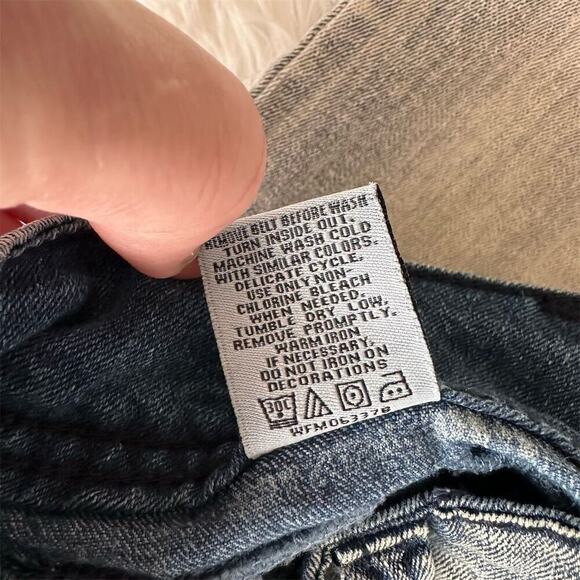 REMOVE BELT BEFORE WASH
TURN INSIDE OUT.
MACHINE WASH COLD
WITH SIMILAR COLORS.
DELICATE CYCLE.
USE ONLY NON-
CHLORINE BLEACH
WHEN NEEDED.
TUMBLE DRY LOW.
REMOVE PROMPTLY.
WARM IRON
IF NECESSARY.
DO NOT IRON ON
DECORATIONS
30C
WFM06337B